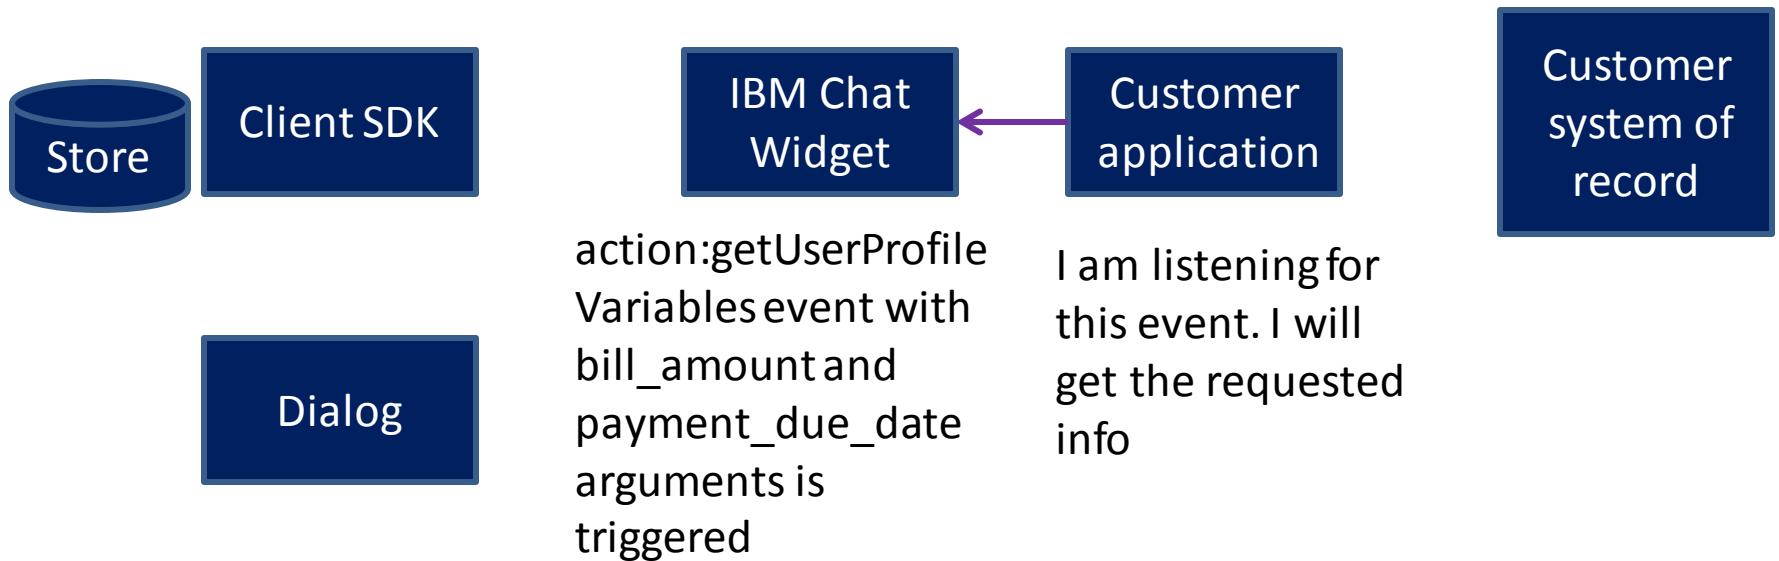 Store
Client SDK
IBM Chat
Widget
Customer
application
Customer
system of
record
action:getUserProfile
Variables event with
bill_amount and
payment_due_date
arguments is
triggered
I am listening for
this event. I will
get the requested
info
Dialog